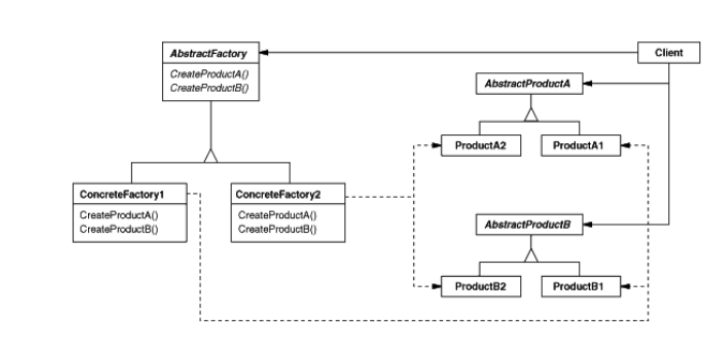 AbstractFactory
CreateProductA()
CreateProductB()
Client
AbstractProductA
ProductA2
ProductA1
ConcreteFactory1
CreateProductA()
CreateProductB()
ConcreteFactory2
CreateProductA()
CreateProductB()
AbstractProductB
ProductB2
ProductB1